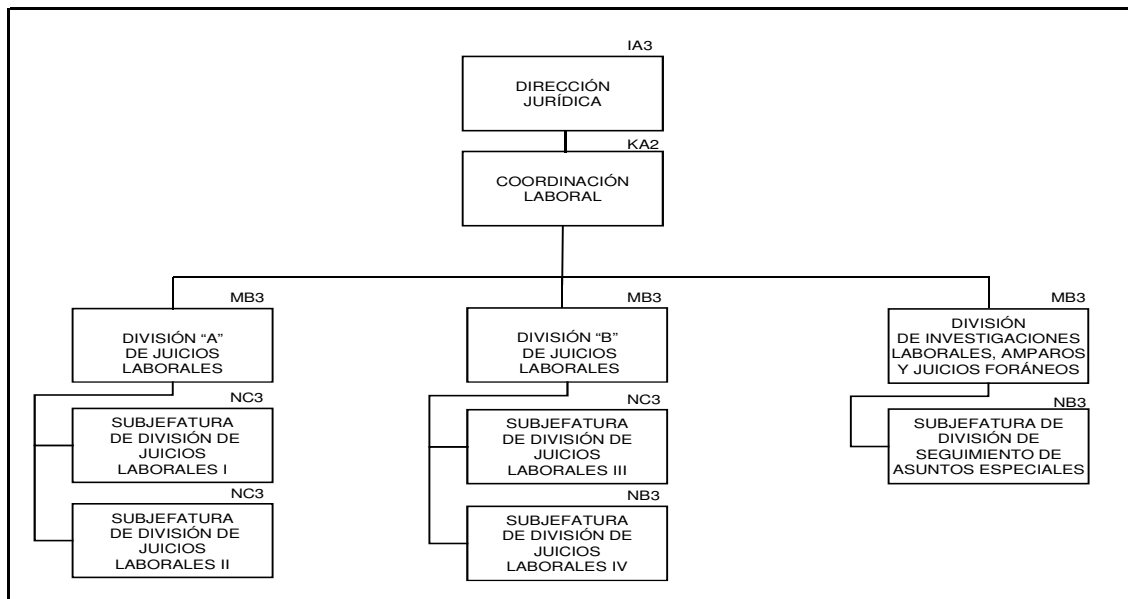 IA3
DIRECCIÓN
JURÍDICA
KA2
COORDINACIÓN
LABORAL
MB3
DIVISIÓN “A”
DE JUICIOS
LABORALES
NC3
SUBJEFATURA
DE DIVISIÓN DE
JUICIOS
LABORALES I
NC3
SUBJEFATURA
DE DIVISIÓN DE
JUICIOS
LABORALES II
MB3
DIVISIÓN “B”
DE JUICIOS
LABORALES
NC3
SUBJEFATURA
DE DIVISIÓN DE
JUICIOS
LABORALES III
NB3
SUBJEFATURA
DE DIVISIÓN DE
JUICIOS
LABORALES IV
MB3
DIVISIÓN
DE INVESTIGACIONES
LABORALES, AMPAROS
Y JUICIOS FORÁNEOS
NB3
SUBJEFATURA DE
DIVISIÓN DE
SEGUIMIENTO DE
ASUNTOS ESPECIALES